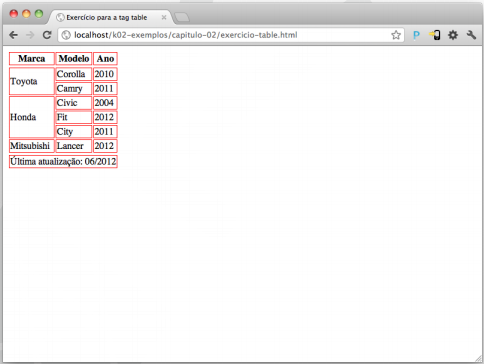 Exercício para a tag table
localhost/k02-exemplos/capitulo-02/exercicio-table.html
Marca Modelo Ano
Toyota Corolla 2010
Camry 2011
Honda Civic 2004
Fit 2012
City 2011
Mitsubishi Lancer 2012
Última atualização: 06/2012